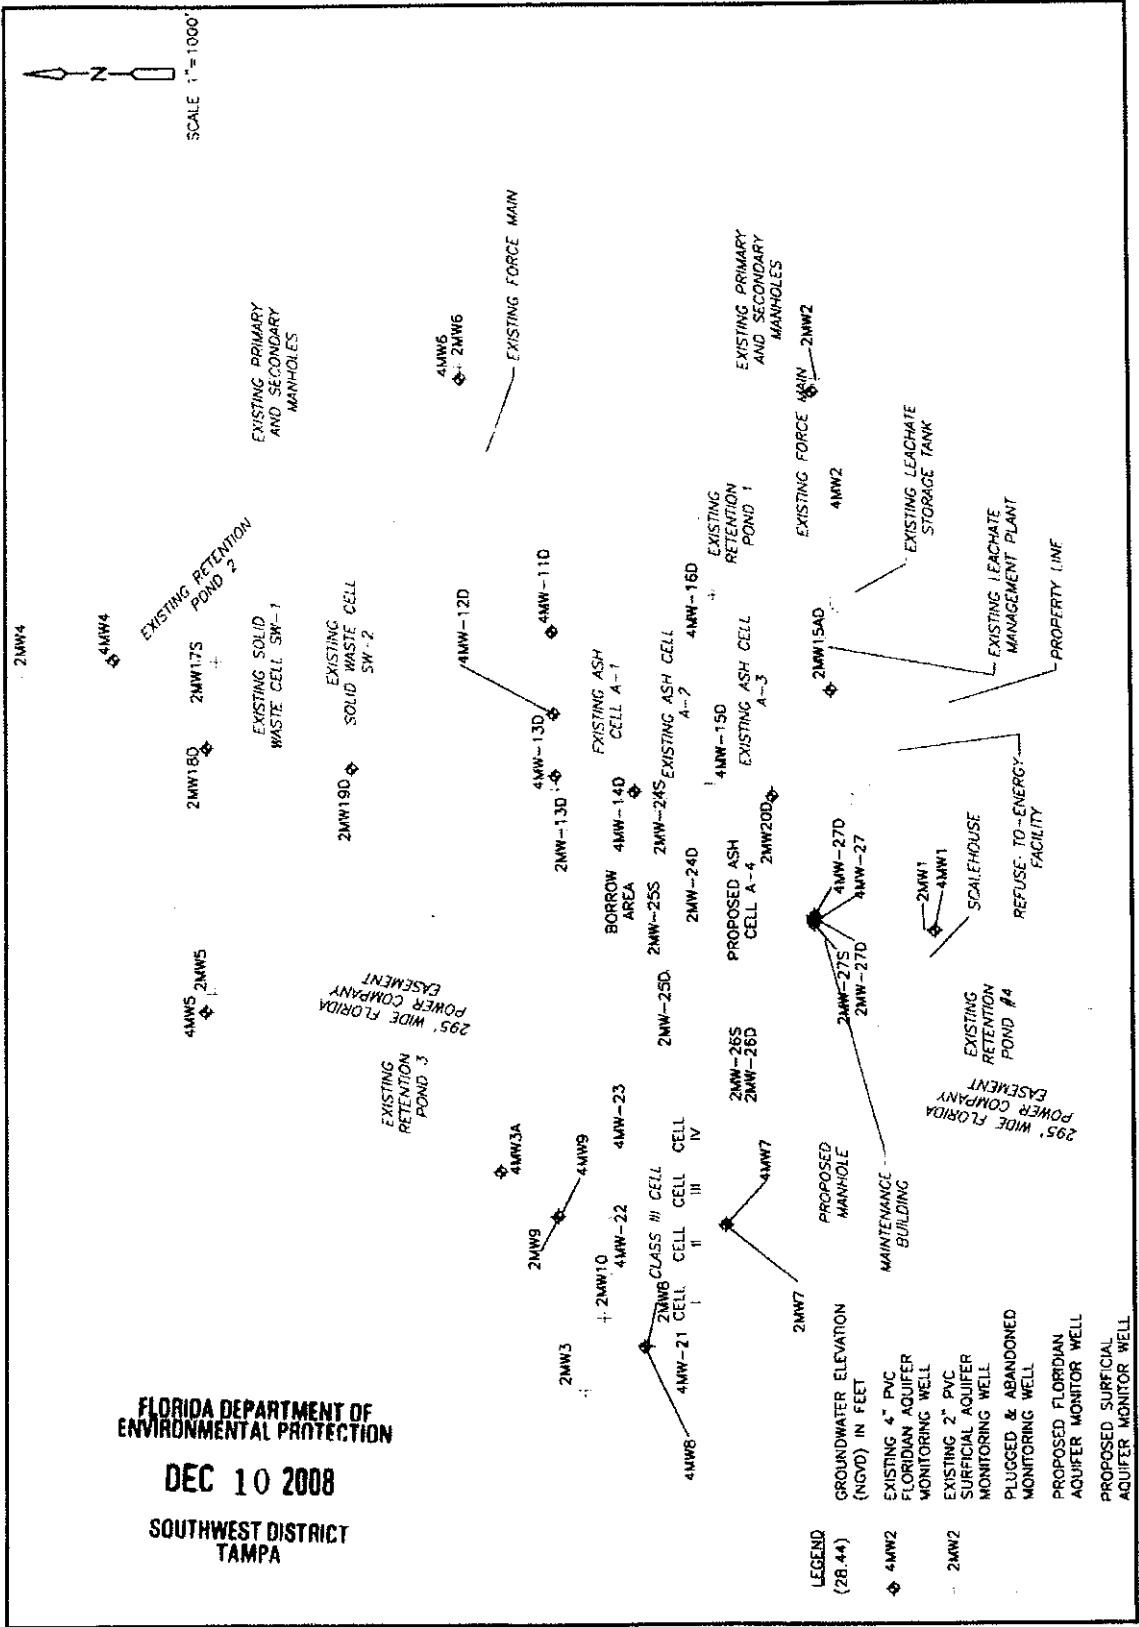 SCALE 1"=1000'
N
2MW4
4MW4
EXISTING RETENTION
POND 2
2MW17S
2MW18D
EXISTING SOLID
WASTE CELL SW-1
EXISTING PRIMARY
AND SECONDARY
MANHOLES
4MW5
2MW5
2MW19D
EXISTING
SOLID WASTE CELL
SW-2
295' WIDE FLORIDA
POWER COMPANY
EASEMENT
EXISTING
RETENTION
POND 3
4MW6
2MW6
EXISTING FORCE MAIN
4MW-12D
4MW-11D
4MW-13D
2MW-13D
4MW3A
2MW9
4MW9
2MW3
2MW10
4MW-22
4MW-23
BORROW
AREA
4MW-14D
EXISTING ASH
CELL A-1
2MW-25S
2MW-24S
EXISTING ASH CELL
A-2
2MW-25D
2MW-24D
4MW-16D
EXISTING
RETENTION
POND 1
4MW-15D
EXISTING ASH CELL
A-3
2MW8
CLASS III CELL
4MW-21
CELL
I
CELL
II
CELL
III
CELL
IV
4MW8
2MW-26S
2MW-26D
PROPOSED ASH
CELL A-4
2MW20D
EXISTING PRIMARY
AND SECONDARY
MANHOLES
EXISTING FORCE MAIN
2MW2
4MW2
4MW7
2MW7
PROPOSED
MANHOLE
MAINTENANCE
BUILDING
2MW-27S
2MW-27D
4MW-27D
4MW-27
2MW15AD
EXISTING LEACHATE
STORAGE TANK
EXISTING LEACHATE
MANAGEMENT PLANT
PROPERTY LINE
2MW1
4MW1
SCALEHOUSE
REFUSE-TO-ENERGY
FACILITY
EXISTING
RETENTION
POND #4
295' WIDE FLORIDA
POWER COMPANY
EASEMENT
LEGEND
(28.44) GROUNDWATER ELEVATION
(NGVD) IN FEET
4MW2 EXISTING 4" PVC
FLORIDIAN AQUIFER
MONITORING WELL
2MW2 EXISTING 2" PVC
SURFICIAL AQUIFER
MONITORING WELL
PLUGGED & ABANDONED
MONITORING WELL
PROPOSED FLORIDIAN
AQUIFER MONITOR WELL
PROPOSED SURFICIAL
AQUIFER MONITOR WELL
FLORIDA DEPARTMENT OF
ENVIRONMENTAL PROTECTION
DEC 10 2008
SOUTHWEST DISTRICT
TAMPA